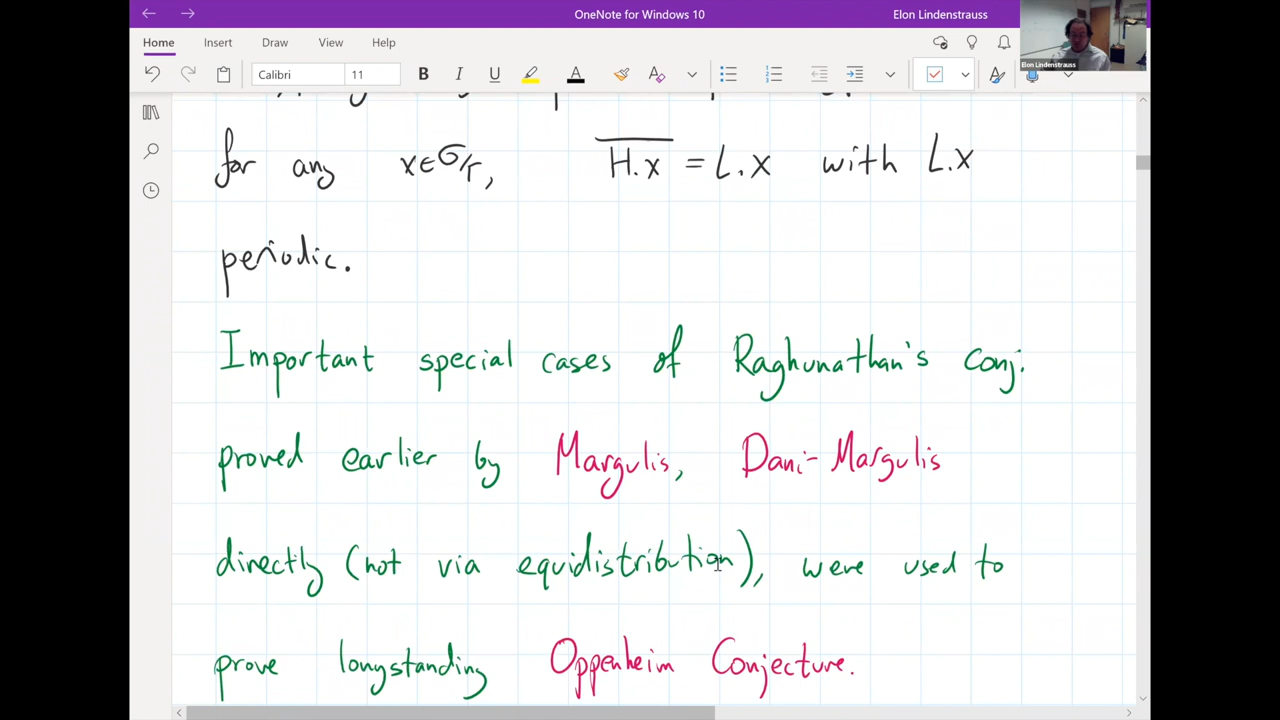 OneNote for Windows 10
Elon Lindenstrauss
Home Insert Draw View Help
Calibri 11 B I U A
Elon Lindenstrauss
for any x∈G/Γ, H.x̅ = L.x with L.x
periodic.
Important special cases of Raghunathan's conj.
proved earlier by Margulis, Dani-Margulis
directly (not via equidistribution), were used to
prove longstanding Oppenheim Conjecture.